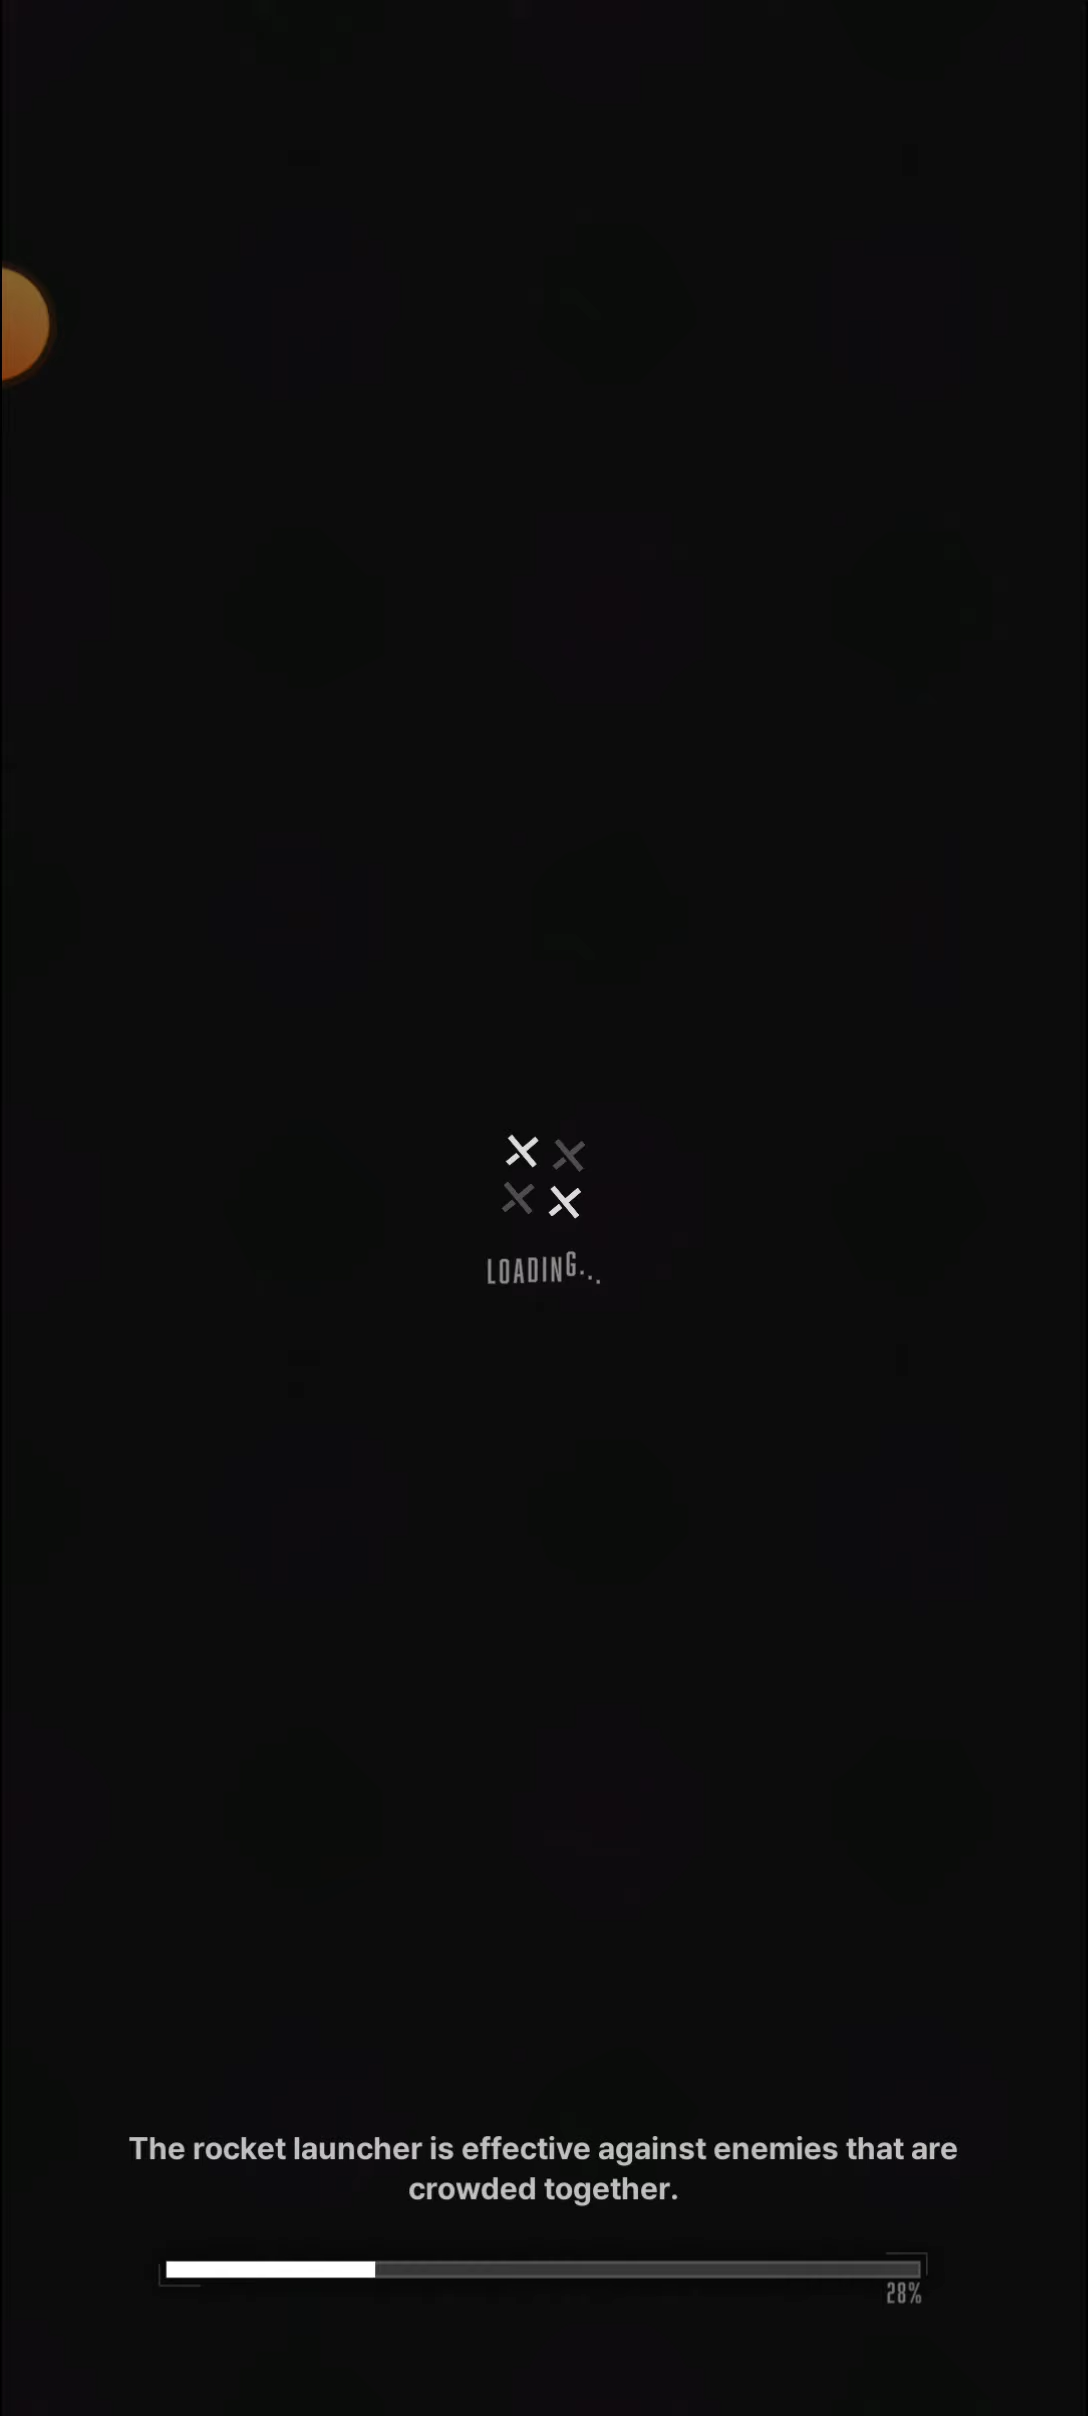 LOADING...
The rocket launcher is effective against enemies that are
crowded together.
28%